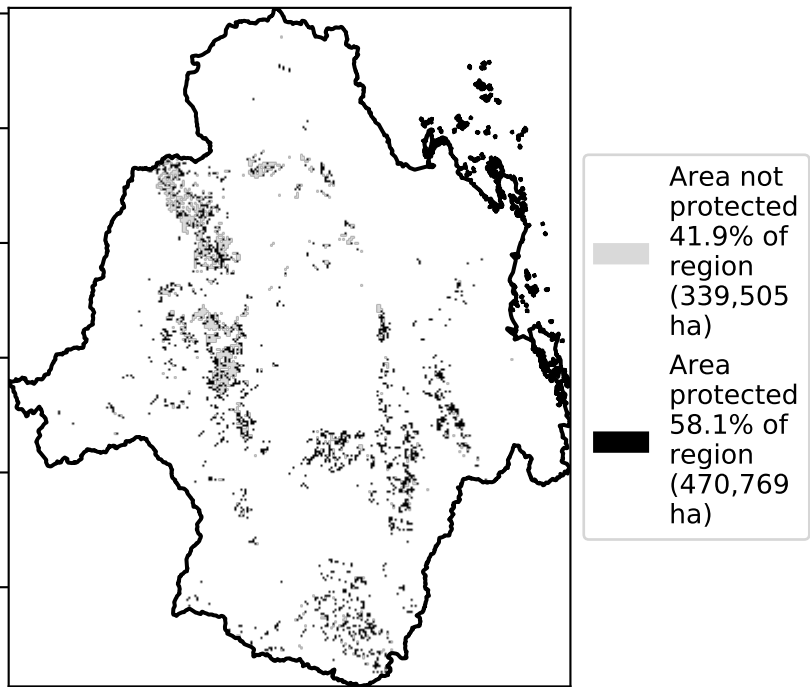 Area not
protected
41.9% of
region
(339,505
ha)
Area
protected
58.1% of
region
(470,769
ha)